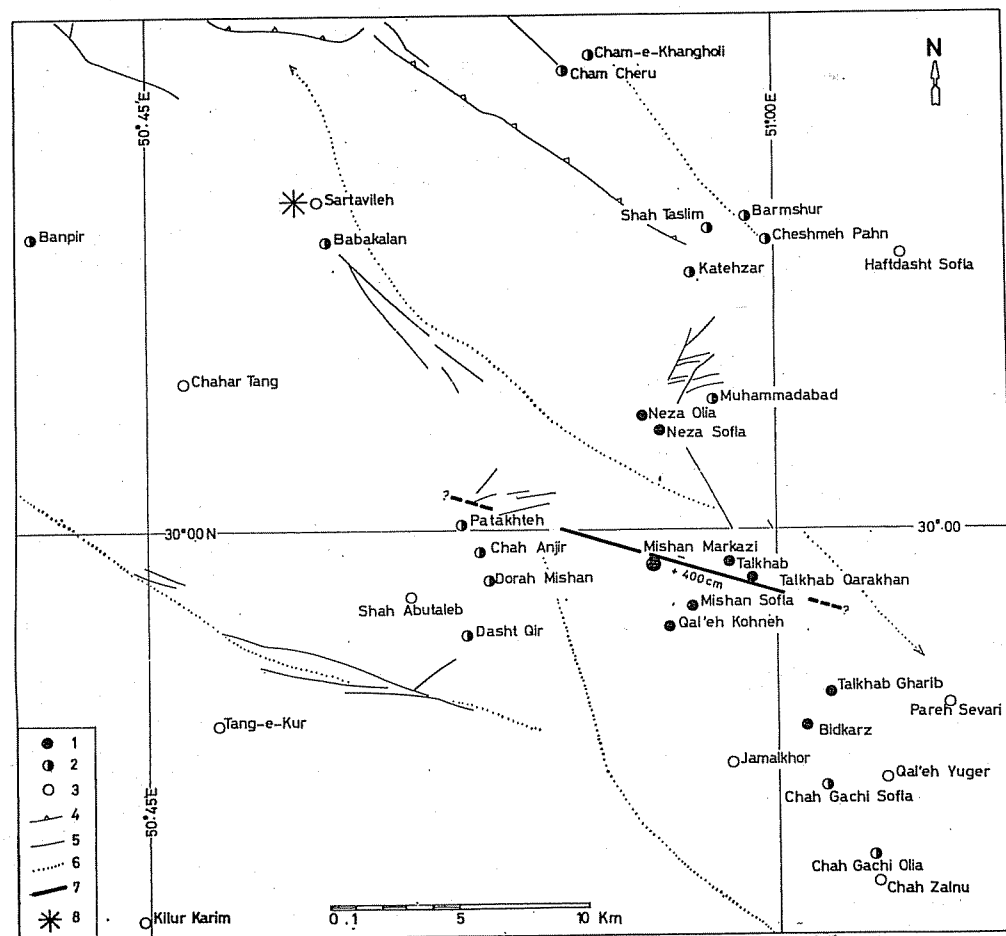 N
Cham-e-Khangholi
Cham Cheru
50°45'E
51°00 E
Sartavileh
Shah Taslim
Barmshur
Banpir
Babakalan
Cheshmeh Pahn
Haftdasht Sofla
Katehzar
Chahar Tang
Muhammadabad
Neza Olia
Neza Sofla
?
Patakhteh
30°00 N
30°00
Chah Anjir
Mishan Markazi
Talkhab
+ 400cm
Dorah Mishan
Talkhab Qarakhan
Shah Abutaleb
Mishan Sofla
?
Qal'eh Kohneh
Dasht Qir
Talkhab Gharib
Pareh Sevari
Tang-e-Kur
Bidkarz
1
2
3
4
5
6
7
8
Jamalkhor
Qal'eh Yuger
Chah Gachi Sofla
50°45'E
Chah Gachi Olia
Chah Zalnu
Kilur Karim
0 . 1 5 10 Km